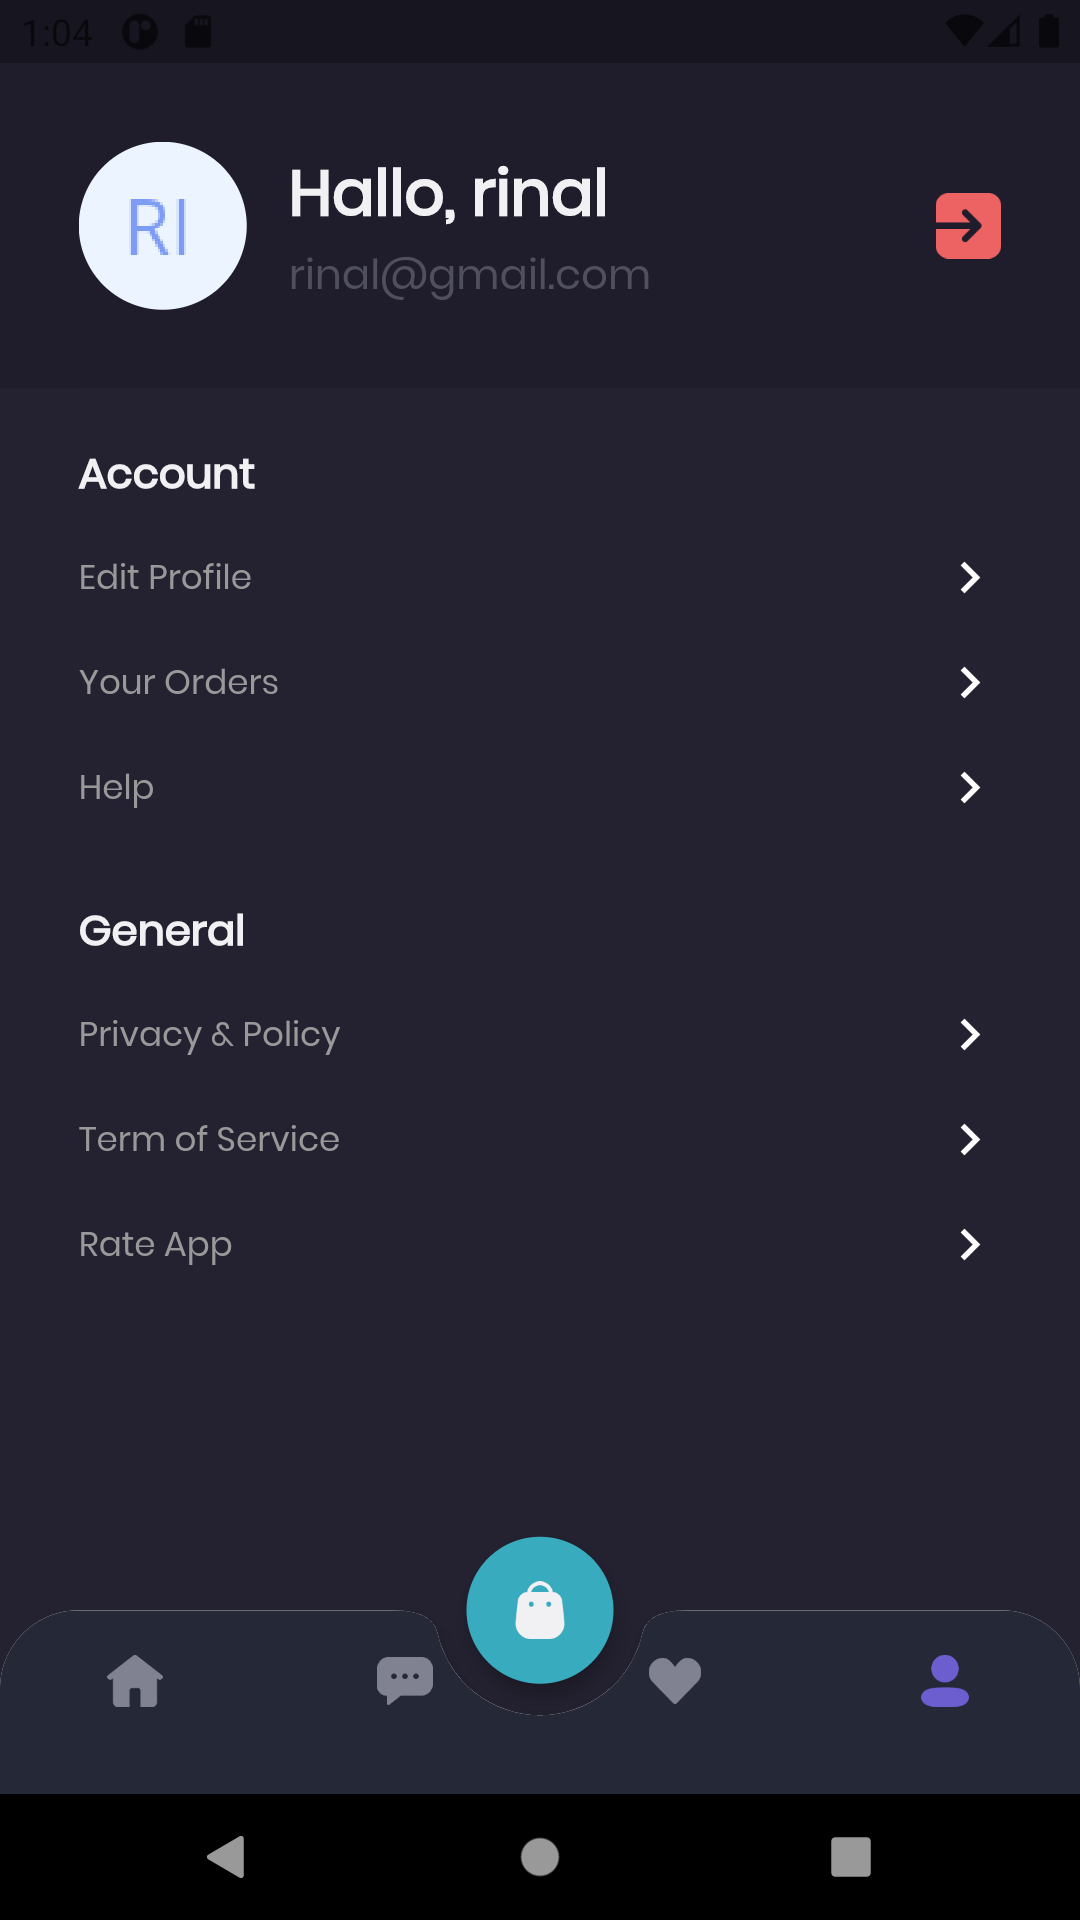 1:04
RI
Hallo, rinal
rinal@gmail.com
Account
Edit Profile
Your Orders
Help
General
Privacy & Policy
Term of Service
Rate App